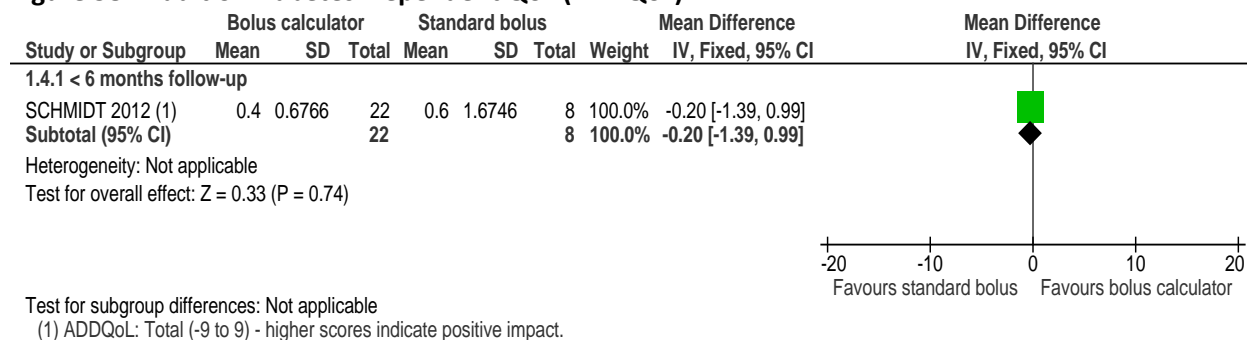 Bolus calculator Standard bolus Mean Difference Mean Difference
Study or Subgroup Mean SD Total Mean SD Total Weight IV, Fixed, 95% CI IV, Fixed, 95% CI
1.4.1 < 6 months follow-up
SCHMIDT 2012 (1) 0.4 0.6766 22 0.6 1.6746 8 100.0% -0.20 [-1.39, 0.99]
Subtotal (95% CI) 22 8 100.0% -0.20 [-1.39, 0.99]
Heterogeneity: Not applicable
Test for overall effect: Z = 0.33 (P = 0.74)
-20 -10 0 10 20
Favours standard bolus Favours bolus calculator
Test for subgroup differences: Not applicable
(1) ADDQoL: Total (-9 to 9) - higher scores indicate positive impact.